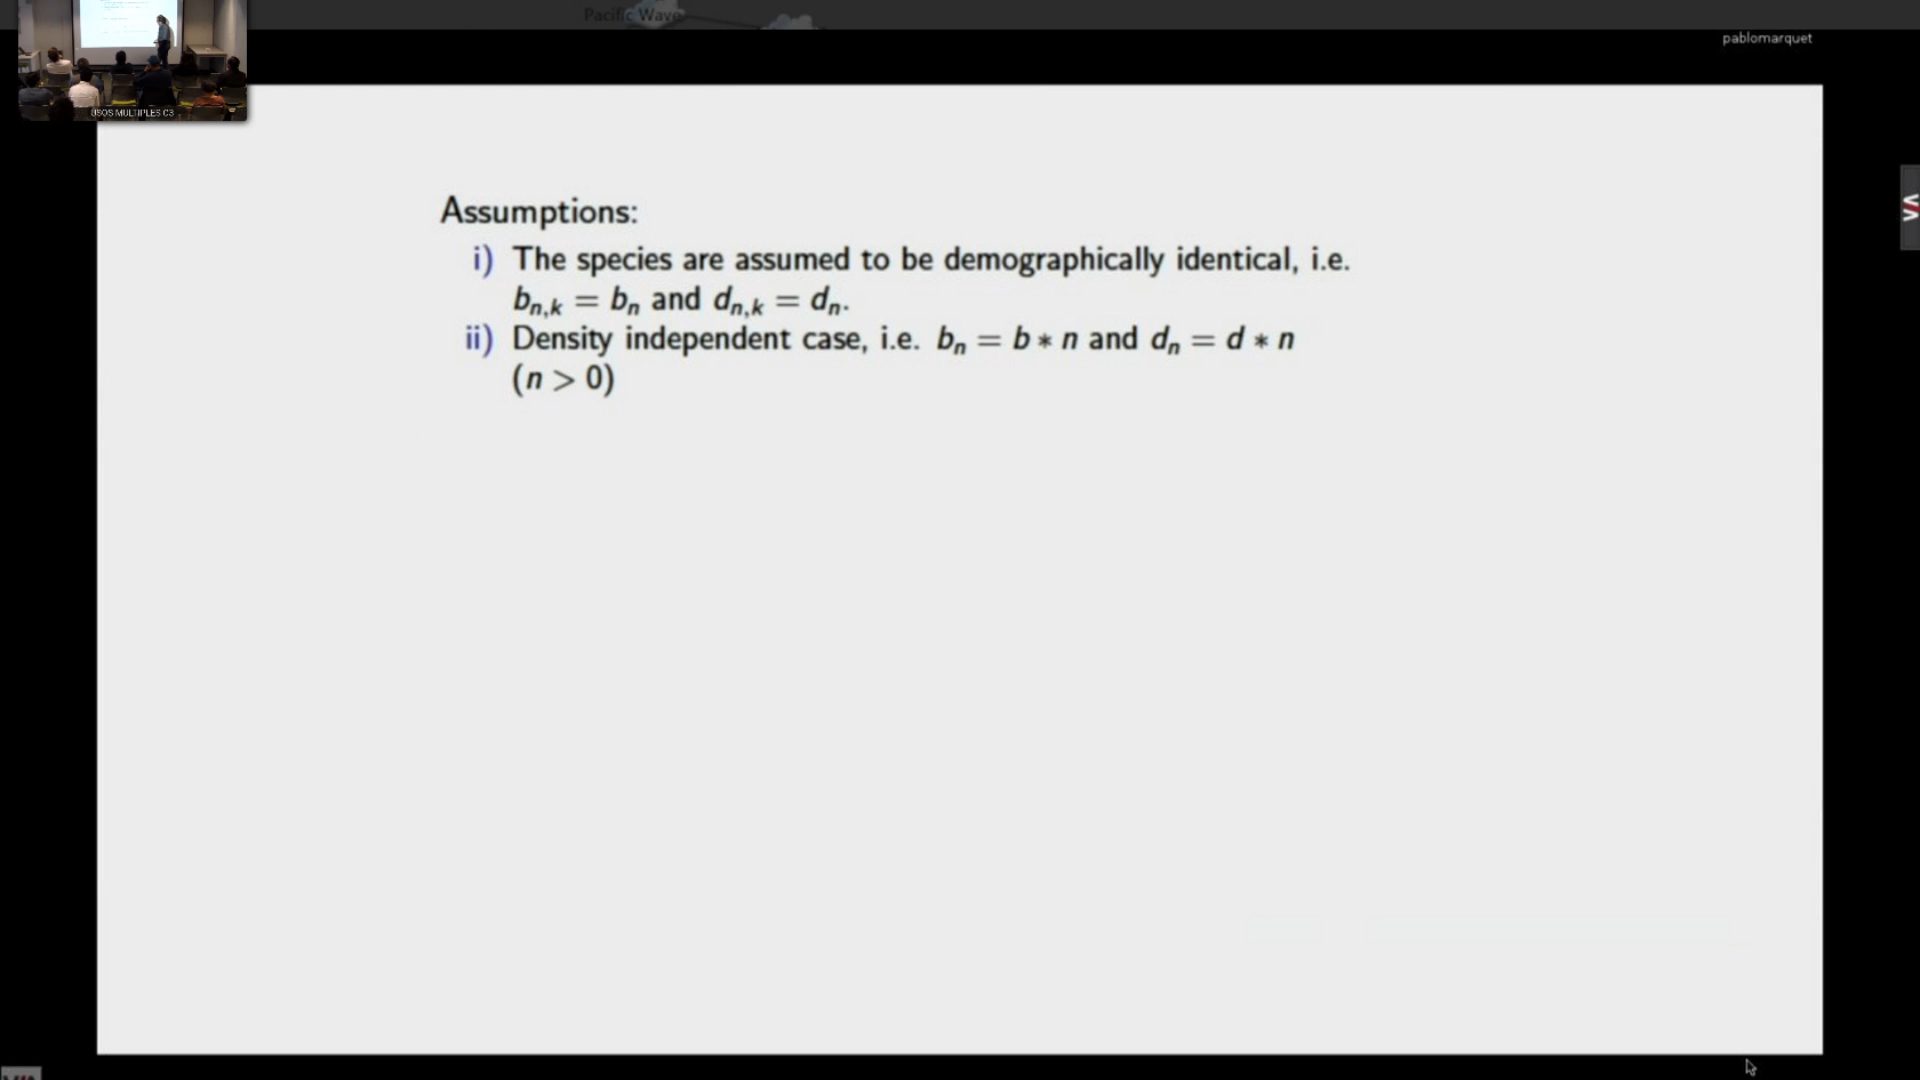 Pacific Wave
pablomarquet
USOS MULTIPLES C3
Assumptions:
i) The species are assumed to be demographically identical, i.e.
b_{n,k} = b_n and d_{n,k} = d_n.
ii) Density independent case, i.e. b_n = b * n and d_n = d * n
(n > 0)